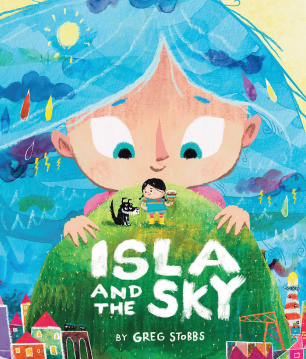 ISLA
AND THE SKY
BY GREG STOBBS